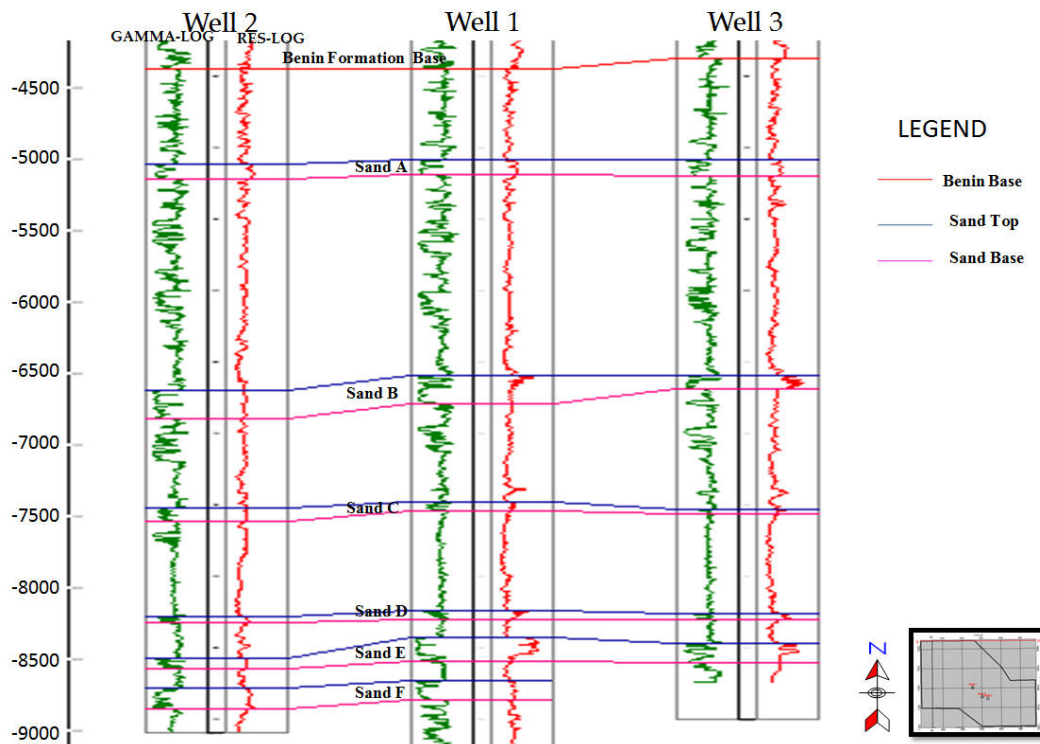 Well 2
Well 1
Well 3
GAMMA-LOG
RES-LOG
Benin Formation Base
-4500
-5000
-5500
-6000
-6500
-7000
-7500
-8000
-8500
-9000
Sand A
Sand B
Sand C
Sand D
Sand E
Sand F
LEGEND
Benin Base
Sand Top
Sand Base
N